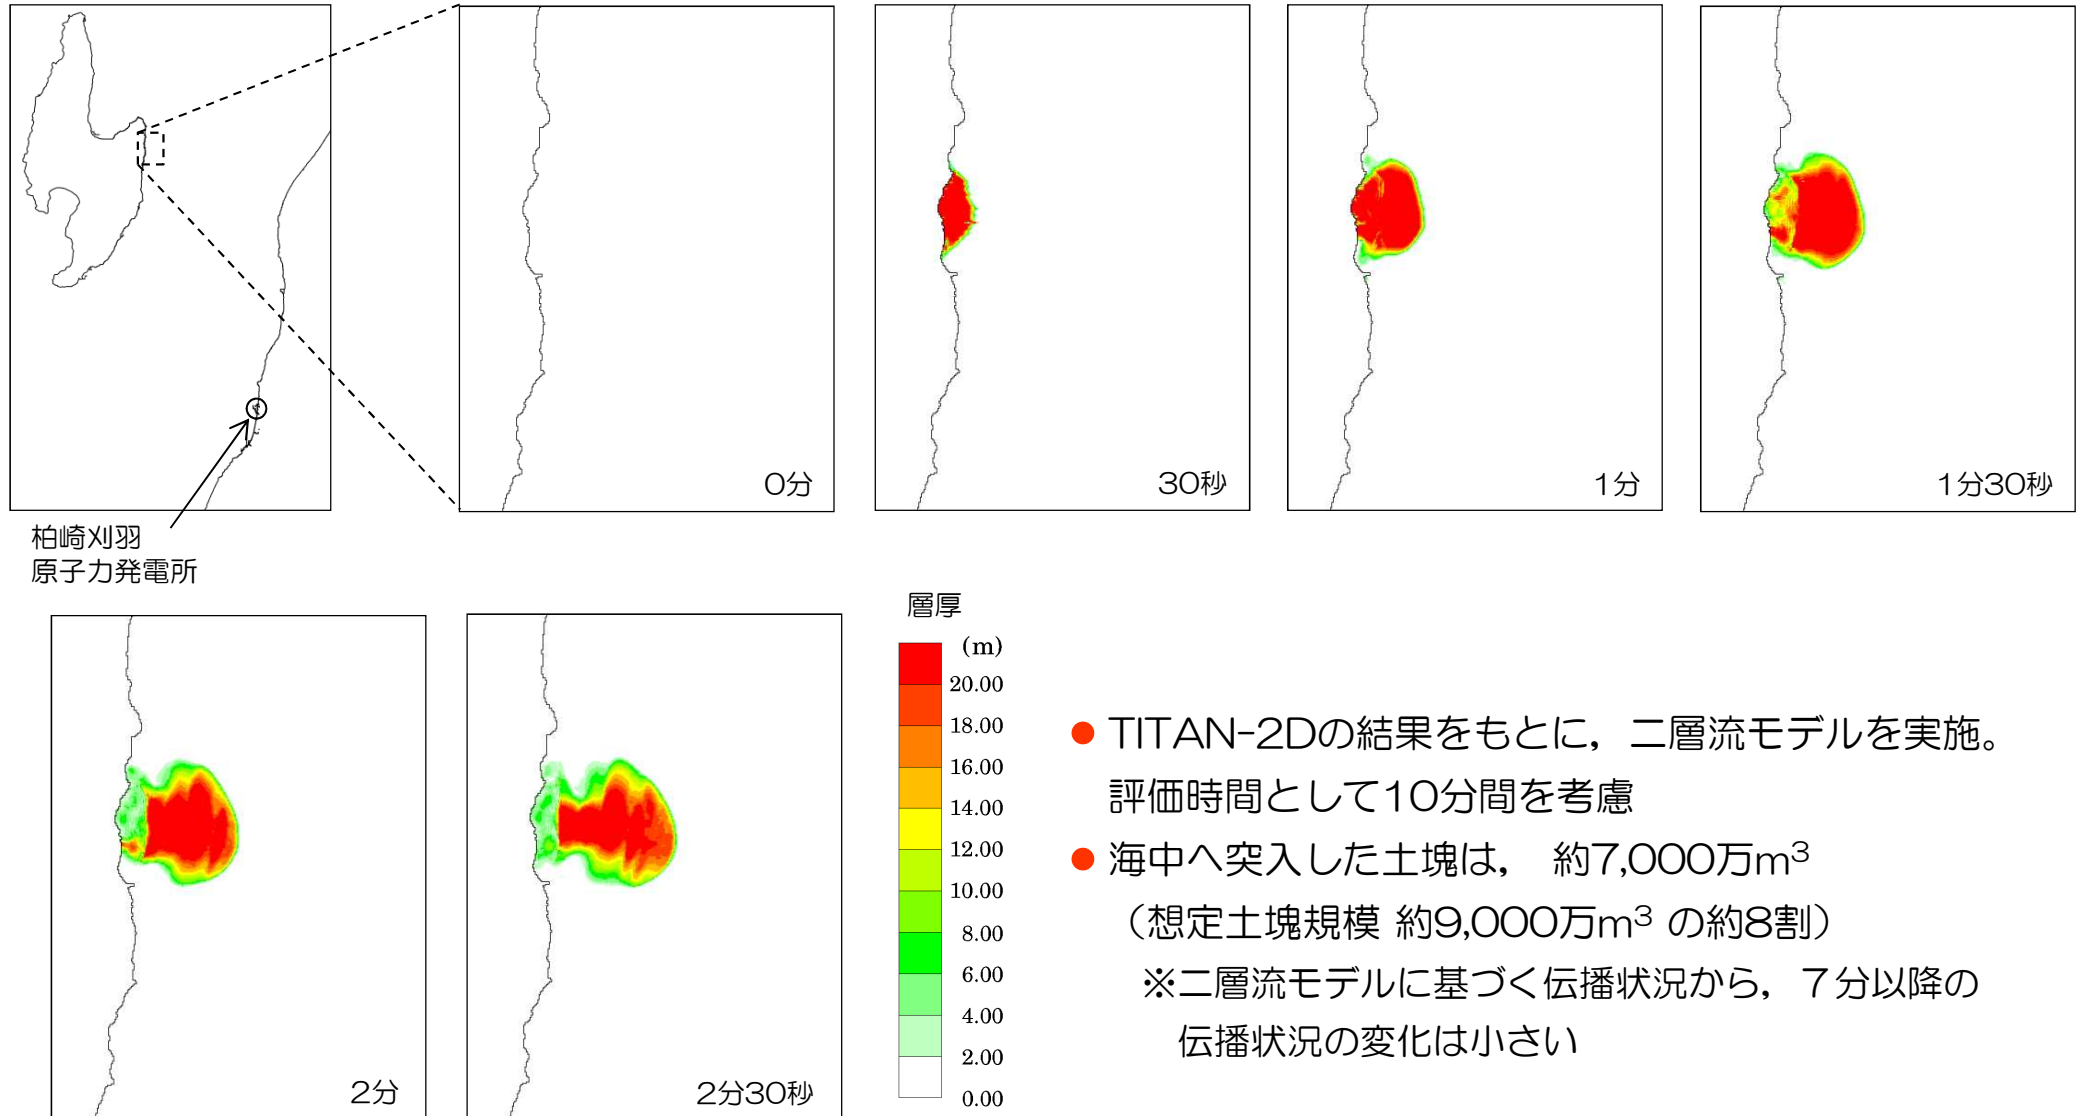 0分
30秒
1分
1分30秒
柏崎刈羽
原子力発電所
2分
2分30秒
層厚
(m)
20.00
18.00
16.00
14.00
12.00
10.00
8.00
6.00
4.00
2.00
0.00
● TITAN-2Dの結果をもとに，二層流モデルを実施。
評価時間として10分間を考慮
● 海中へ突入した土塊は， 約7,000万m³
（想定土塊規模 約9,000万m³ の約8割）
※二層流モデルに基づく伝播状況から，７分以降の
伝播状況の変化は小さい